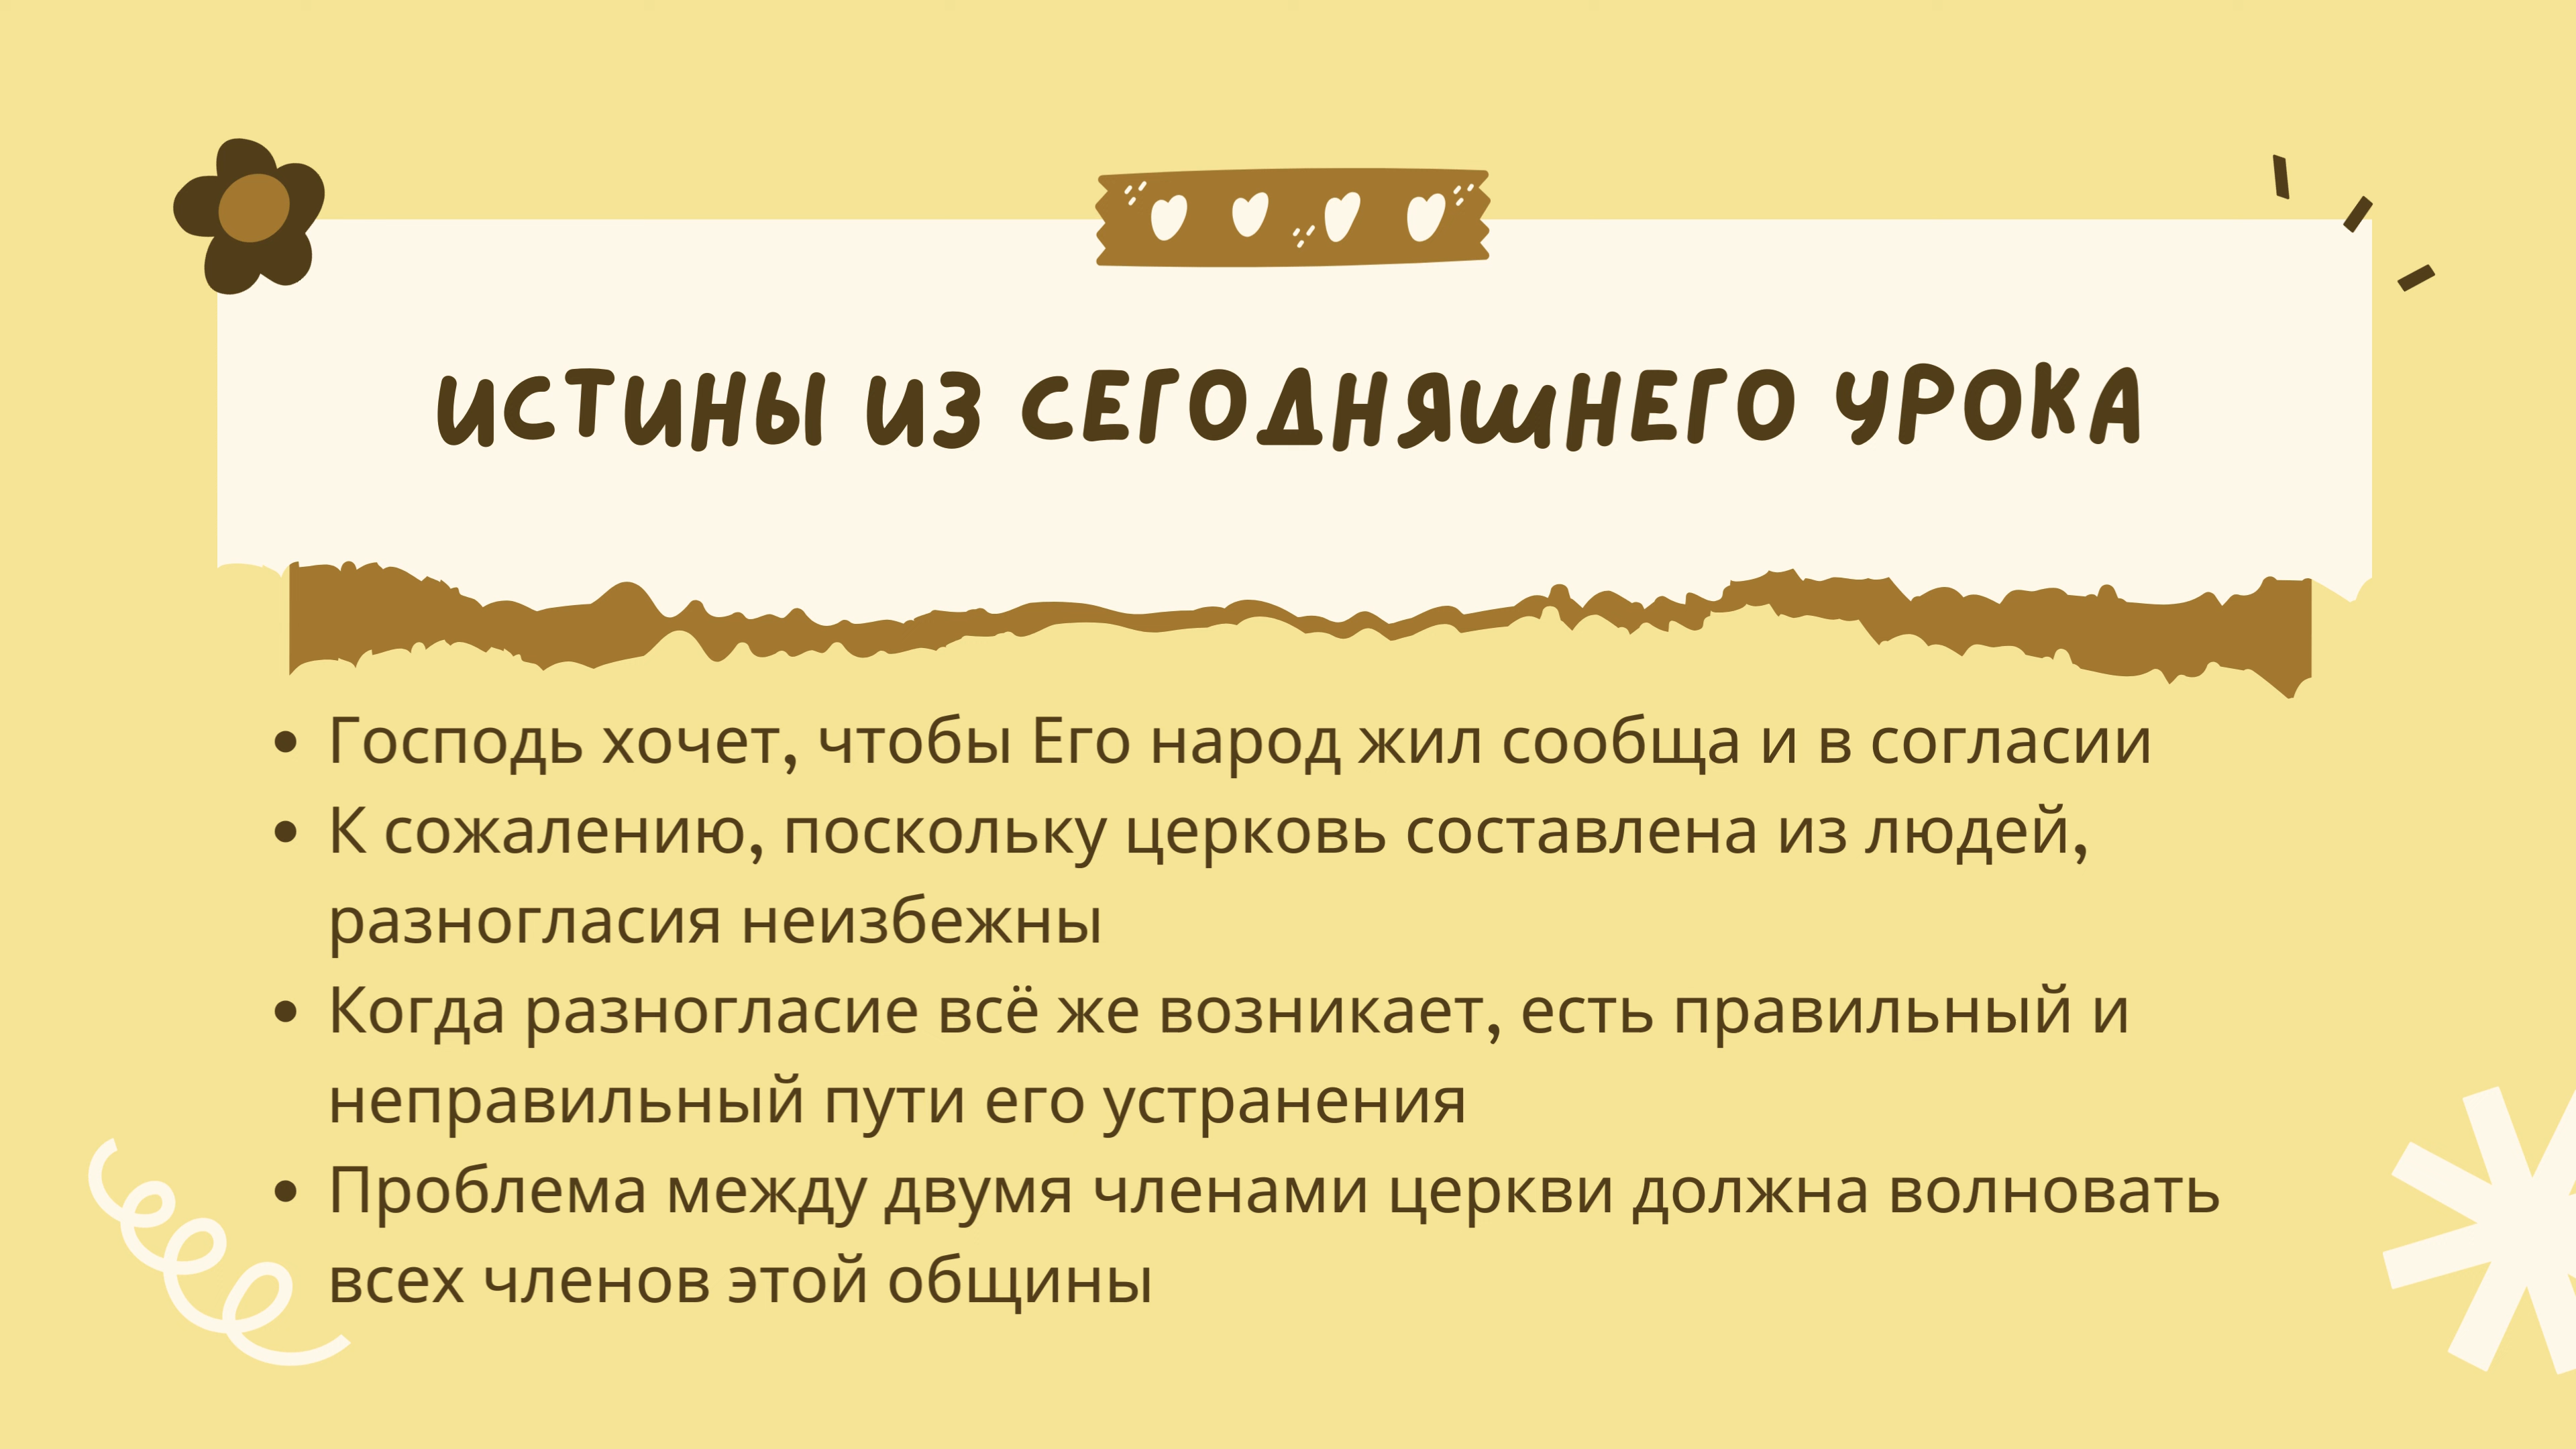 ИСТИНЫ ИЗ СЕГОДНЯШНЕГО УРОКА
• Господь хочет, чтобы Его народ жил сообща и в согласии
• К сожалению, поскольку церковь составлена из людей,
разногласия неизбежны
• Когда разногласие всё же возникает, есть правильный и
неправильный пути его устранения
• Проблема между двумя членами церкви должна волновать
всех членов этой общины